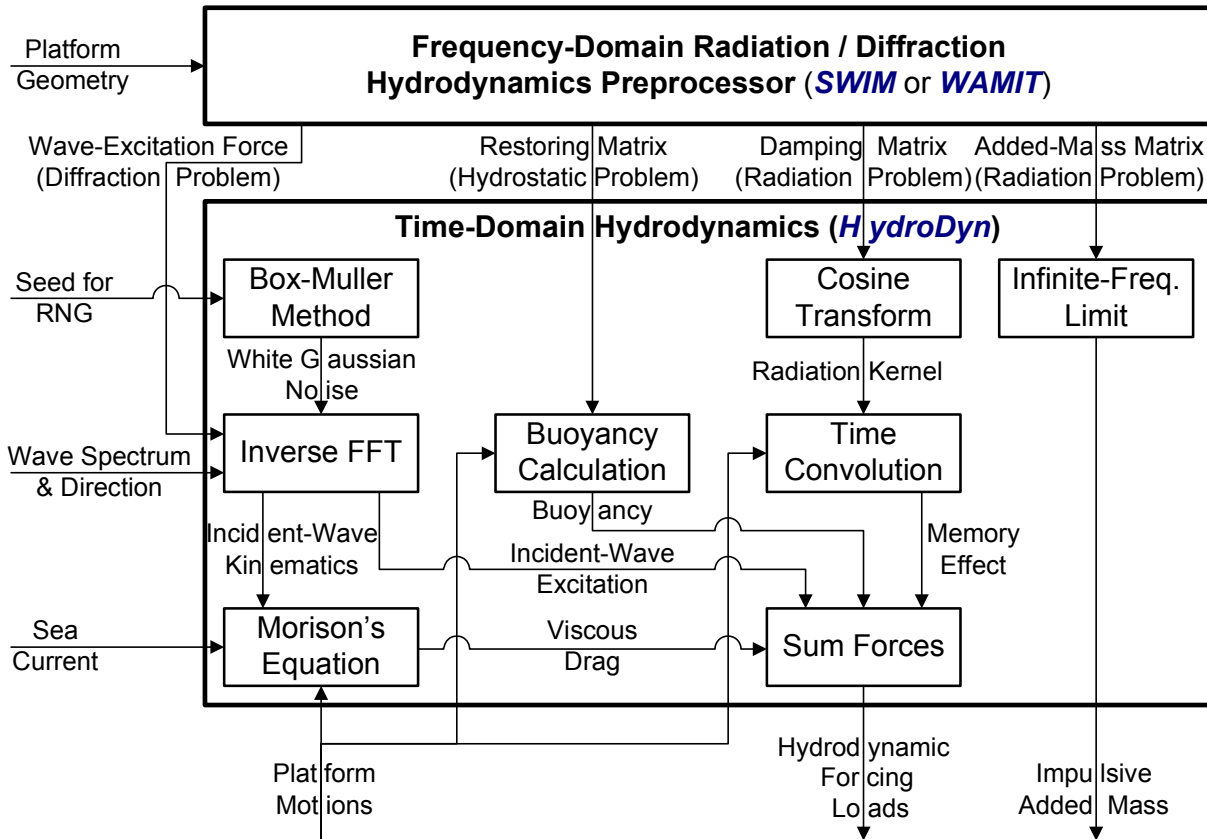 Frequency-Domain Radiation / Diffraction
Hydrodynamics Preprocessor (SWIM or WAMIT)
Platform
Geometry
Wave-Excitation Force
(Diffraction Problem)
Restoring Matrix
(Hydrostatic Problem)
Damping Matrix
(Radiation Problem)
Added-Mass Matrix
(Radiation Problem)
Time-Domain Hydrodynamics (HydroDyn)
Seed for
RNG
Box-Muller
Method
Cosine
Transform
Infinite-Freq.
Limit
White Gaussian
Noise
Radiation Kernel
Wave Spectrum
& Direction
Inverse FFT
Buoyancy
Calculation
Time
Convolution
Incident-Wave
Kinematics
Buoyancy
Incident-Wave
Excitation
Memory
Effect
Sea
Current
Morison's
Equation
Viscous
Drag
Sum Forces
Platform
Motions
Hydrodynamic
Forcing
Loads
Impulsive
Added Mass